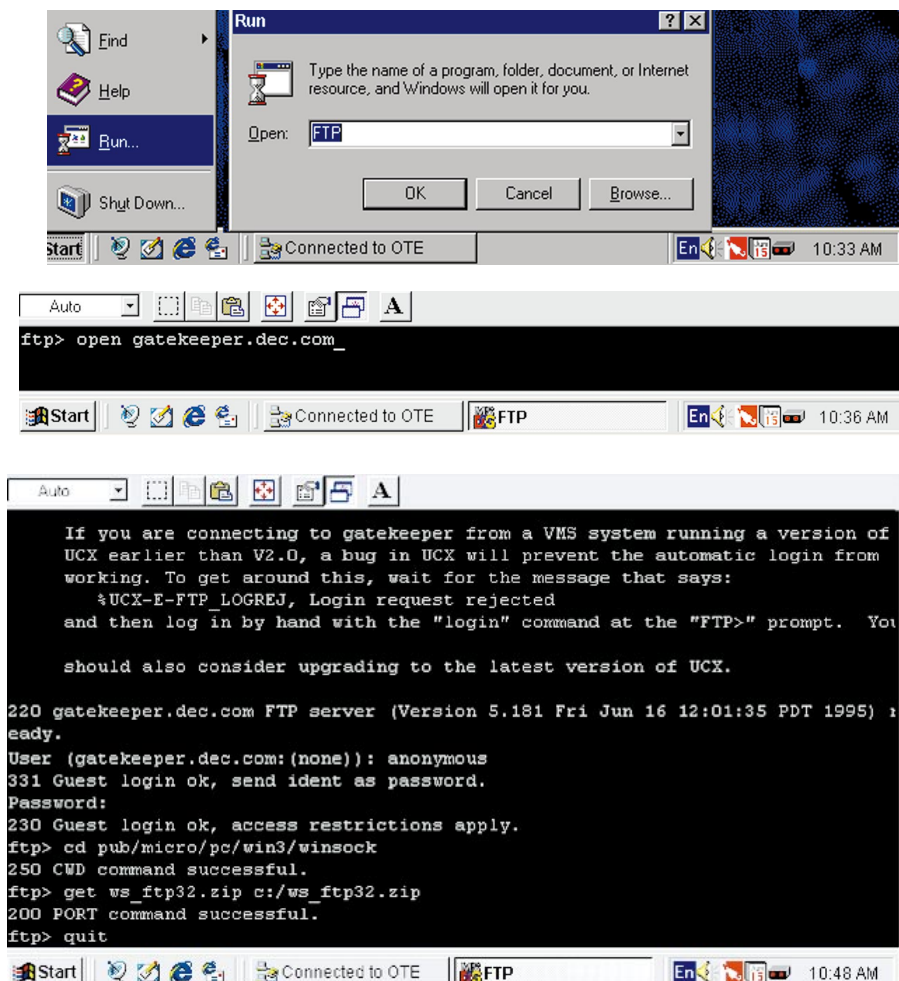 Find
Help
Run...
Shut Down...
Run
Type the name of a program, folder, document, or Internet
resource, and Windows will open it for you.
Open: FTP
OK Cancel Browse...
Start Connected to OTE En 15 10:33 AM
Auto A
ftp> open gatekeeper.dec.com_
Start Connected to OTE FTP En 15 10:36 AM
Auto A
If you are connecting to gatekeeper from a VMS system running a version of
UCX earlier than V2.0, a bug in UCX will prevent the automatic login from
working. To get around this, wait for the message that says:
%UCX-E-FTP_LOGREJ, Login request rejected
and then log in by hand with the "login" command at the "FTP>" prompt. You
should also consider upgrading to the latest version of UCX.
220 gatekeeper.dec.com FTP server (Version 5.181 Fri Jun 16 12:01:35 PDT 1995) r
eady.
User (gatekeeper.dec.com:(none)): anonymous
331 Guest login ok, send ident as password.
Password:
230 Guest login ok, access restrictions apply.
ftp> cd pub/micro/pc/win3/winsock
250 CWD command successful.
ftp> get ws_ftp32.zip c:/ws_ftp32.zip
200 PORT command successful.
ftp> quit
Start Connected to OTE FTP En 15 10:48 AM